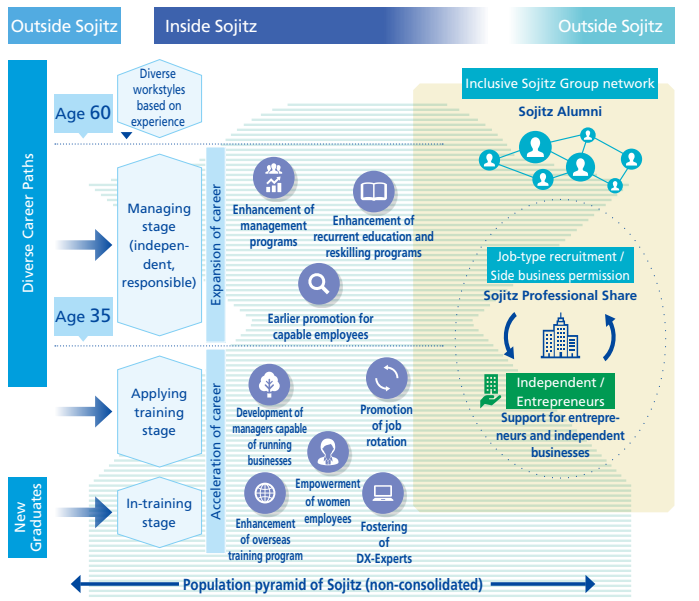 Outside Sojitz
Inside Sojitz
Outside Sojitz
Diverse Career Paths
New
Graduates
Age 60
Diverse
workstyles
based on
experience
Managing
stage
(indepen-
dent,
responsible)
Age 35
Applying
training
stage
In-training
stage
Expansion of career
Acceleration of career
Enhancement of
management
programs
Enhancement of
recurrent education and
reskilling programs
Earlier promotion for
capable employees
Development of
managers capable
of running
businesses
Promotion
of job
rotation
Empowerment
of women
employees
Enhancement
of overseas
training program
Fostering
of
DX-Experts
Inclusive Sojitz Group network
Sojitz Alumni
Job-type recruitment /
Side business permission
Sojitz Professional Share
Independent /
Entrepreneurs
Support for entrepre-
neurs and independent
businesses
Population pyramid of Sojitz (non-consolidated)